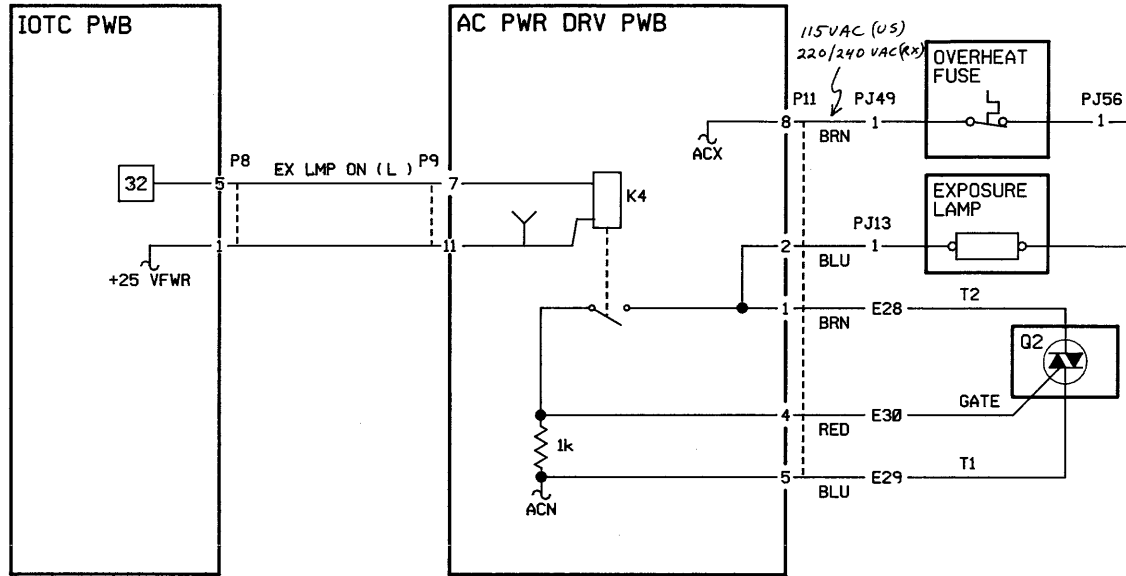 IOTC PWB
AC PWR DRV PWB
115VAC (US)
220/240 VAC (RX)
OVERHEAT
FUSE
P11
PJ49
PJ56
8
BRN
1
1
ACX
P8
EX LMP ON (L )
P9
32
5
7
K4
EXPOSURE
LAMP
PJ13
1
11
2
1
BLU
+25 VFWR
1
BRN
E28
T2
Q2
GATE
4
RED
E30
1k
T1
5
BLU
E29
ACN